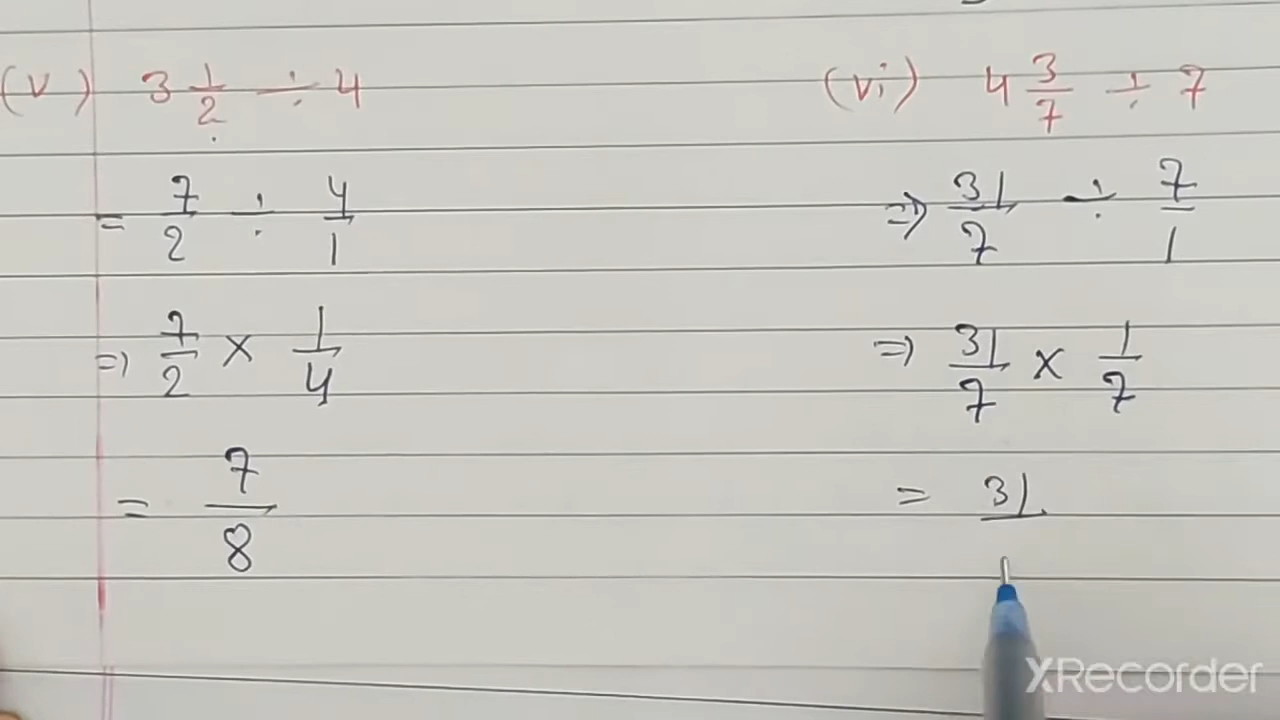 (v) 3 1/2 ÷ 4
= 7/2 ÷ 4/1
=) 7/2 × 1/4
= 7/8
(vi) 4 3/7 ÷ 7
=) 31/7 ÷ 7/1
=) 31/7 × 1/7
= 31/
XRecorder